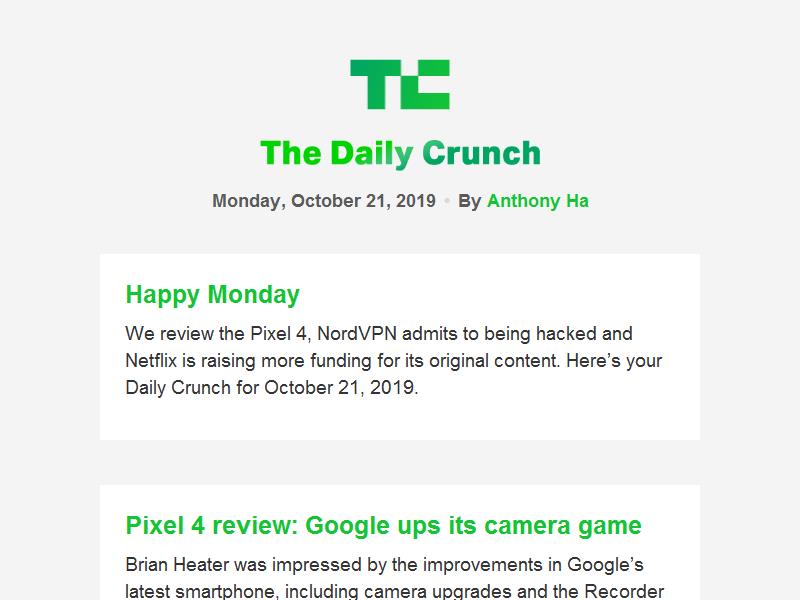 TC
The Daily Crunch
Monday, October 21, 2019 • By Anthony Ha
Happy Monday
We review the Pixel 4, NordVPN admits to being hacked and
Netflix is raising more funding for its original content. Here’s your
Daily Crunch for October 21, 2019.
Pixel 4 review: Google ups its camera game
Brian Heater was impressed by the improvements in Google’s
latest smartphone, including camera upgrades and the Recorder